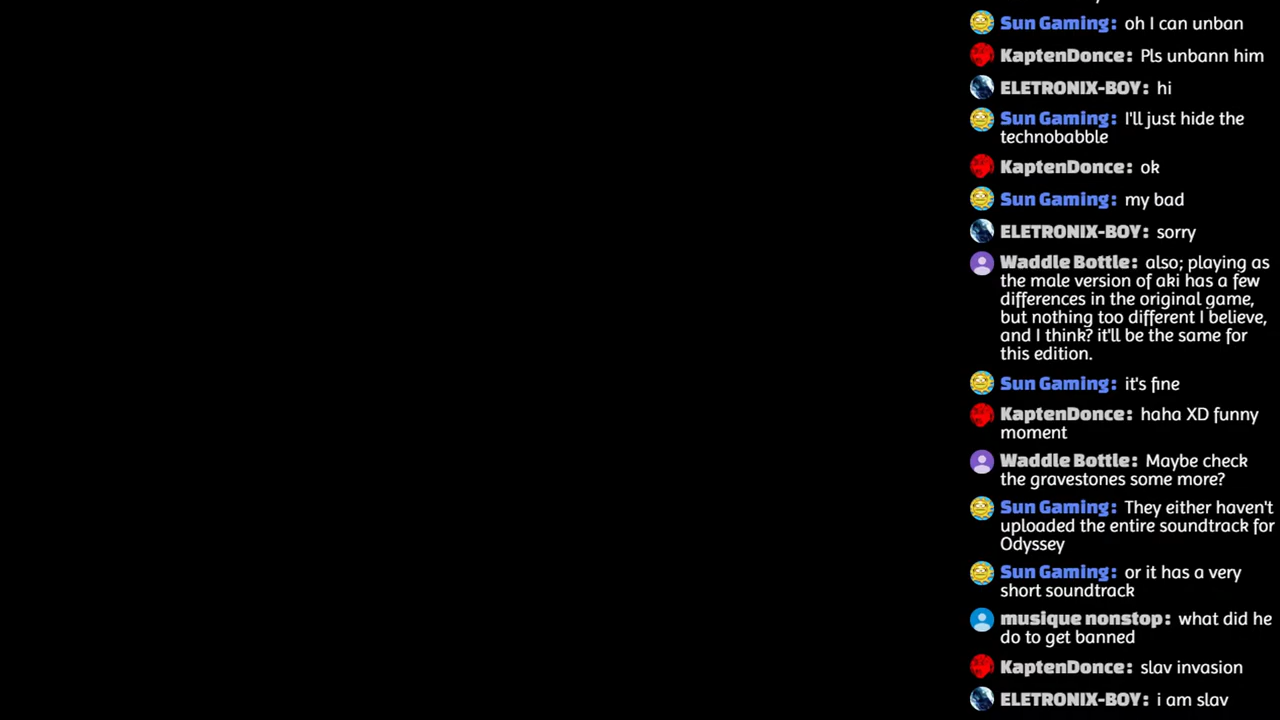 Sun Gaming: oh I can unban
KaptenDonce: Pls unbann him
ELETRONIX-BOY: hi
Sun Gaming: I'll just hide the
technobabble
KaptenDonce: ok
Sun Gaming: my bad
ELETRONIX-BOY: sorry
Waddle Bottle: also; playing as
the male version of aki has a few
differences in the original game,
but nothing too different I believe,
and I think? it'll be the same for
this edition.
Sun Gaming: it's fine
KaptenDonce: haha XD funny
moment
Waddle Bottle: Maybe check
the gravestones some more?
Sun Gaming: They either haven't
uploaded the entire soundtrack for
Odyssey
Sun Gaming: or it has a very
short soundtrack
musique nonstop: what did he
do to get banned
KaptenDonce: slav invasion
ELETRONIX-BOY: i am slav